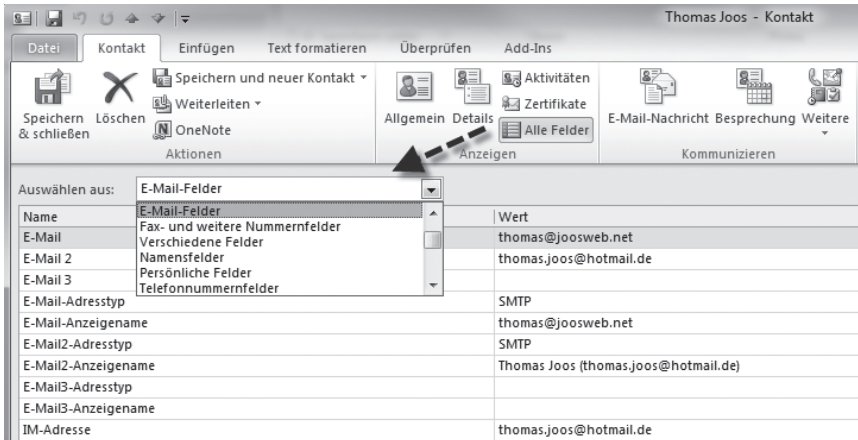 Thomas Joos - Kontakt
Datei Kontakt Einfügen Text formatieren Überprüfen Add-Ins
Speichern & schließen
Löschen
Speichern und neuer Kontakt
Weiterleiten
OneNote
Aktionen
Allgemein
Details
Aktivitäten
Zertifikate
Alle Felder
Anzeigen
E-Mail-Nachricht
Besprechung
Weitere
Kommunizieren
Auswählen aus: E-Mail-Felder
E-Mail-Felder
Fax- und weitere Nummernfelder
Verschiedene Felder
Namensfelder
Persönliche Felder
Telefonnummernfelder
Name Wert
E-Mail thomas@joosweb.net
E-Mail 2 thomas.joos@hotmail.de
E-Mail 3
E-Mail-Adresstyp SMTP
E-Mail-Anzeigename thomas@joosweb.net
E-Mail2-Adresstyp SMTP
E-Mail2-Anzeigename Thomas Joos (thomas.joos@hotmail.de)
E-Mail3-Adresstyp
E-Mail3-Anzeigename
IM-Adresse thomas.joos@hotmail.de